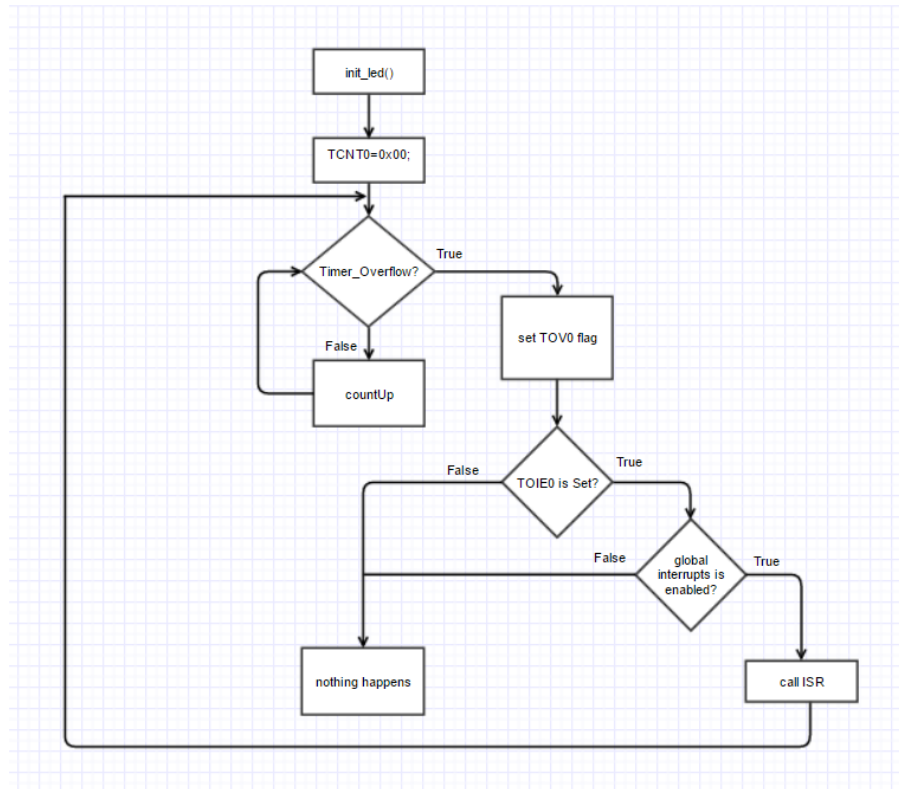 init_led()
TCNT0=0x00;
Timer_Overflow?
True
False
countUp
set TOV0 flag
TOIE0 is Set?
False
True
global
interrupts is
enabled?
False
True
nothing happens
call ISR